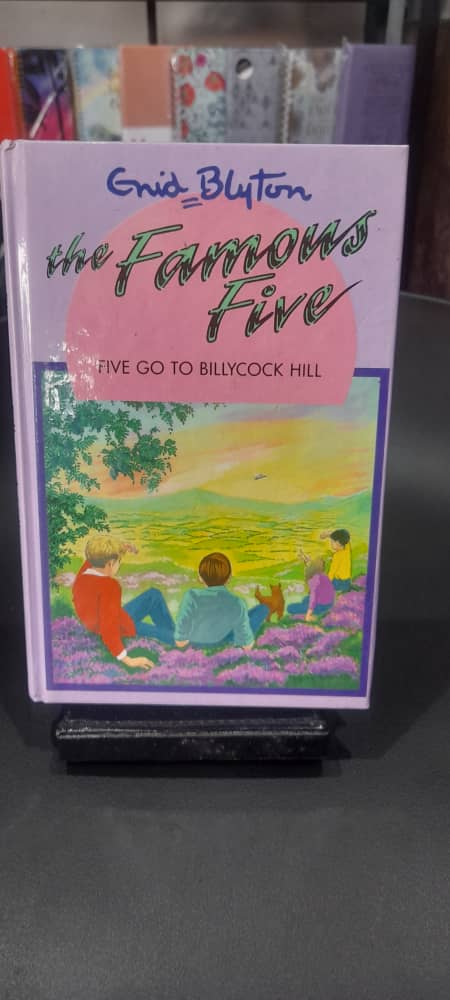 Enid Blyton
the Famous
Five
FIVE GO TO BILLYCOCK HILL